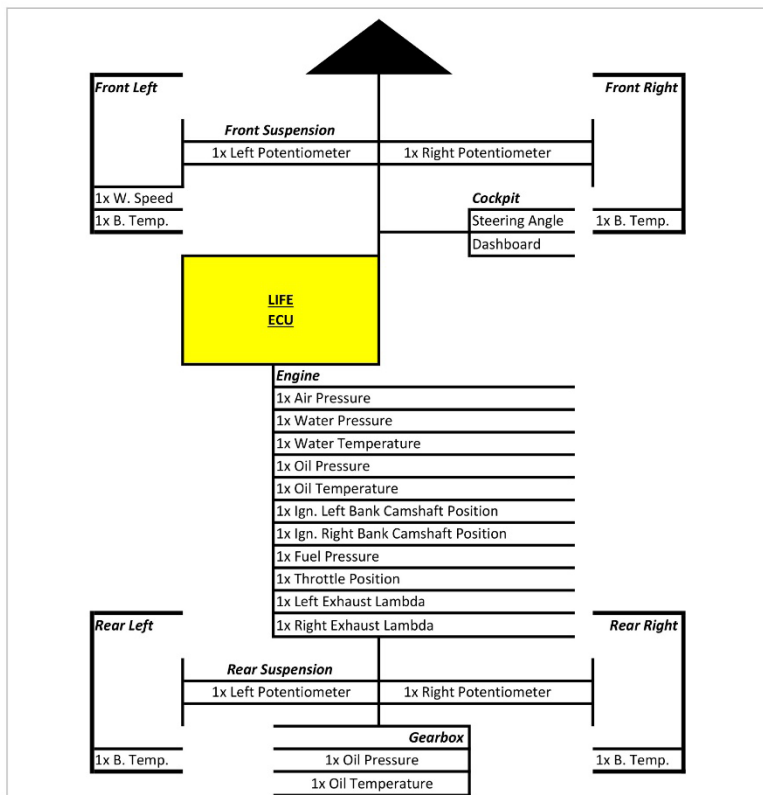 Front Left
Front Right
Front Suspension
1x Left Potentiometer
1x Right Potentiometer
1x W. Speed
Cockpit
1x B. Temp.
Steering Angle
1x B. Temp.
Dashboard
LIFE
ECU
Engine
1x Air Pressure
1x Water Pressure
1x Water Temperature
1x Oil Pressure
1x Oil Temperature
1x Ign. Left Bank Camshaft Position
1x Ign. Right Bank Camshaft Position
1x Fuel Pressure
1x Throttle Position
1x Left Exhaust Lambda
1x Right Exhaust Lambda
Rear Left
Rear Right
Rear Suspension
1x Left Potentiometer
1x Right Potentiometer
Gearbox
1x B. Temp.
1x Oil Pressure
1x B. Temp.
1x Oil Temperature